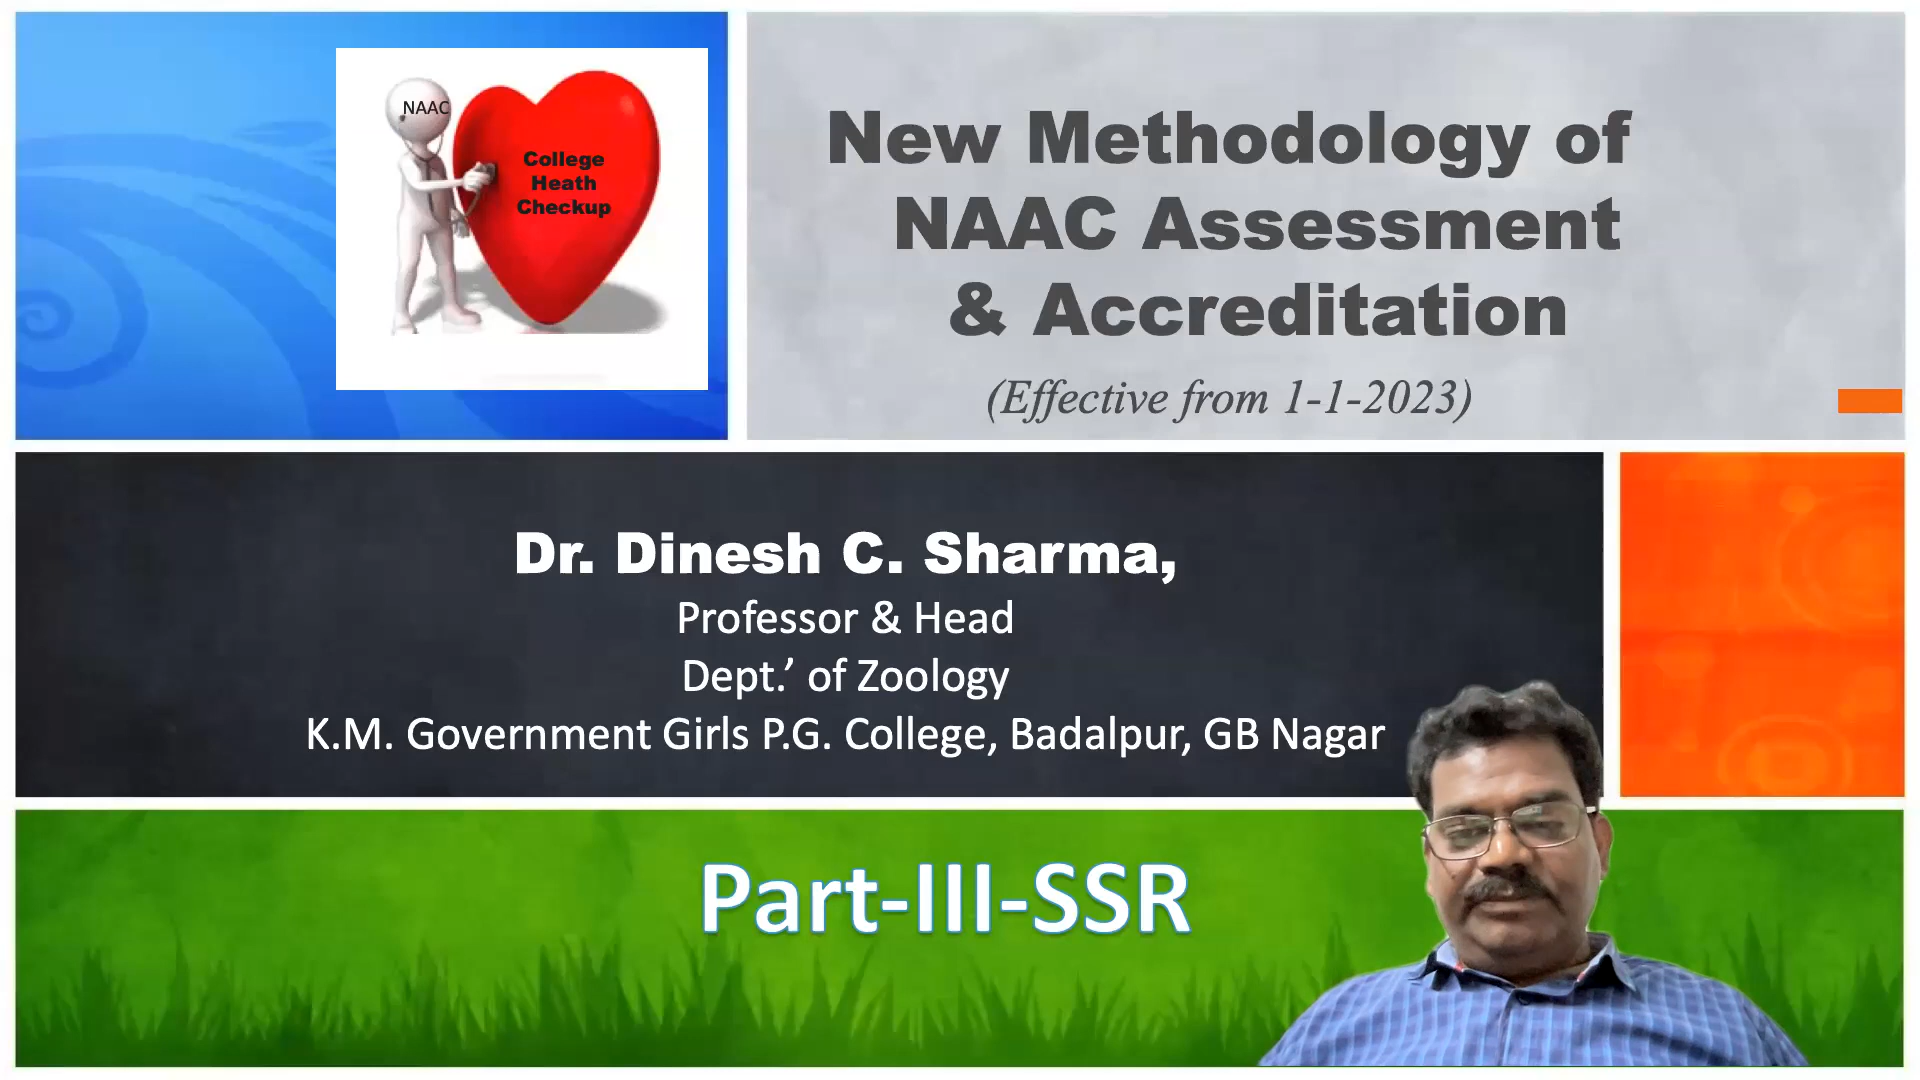 NAAC
College
Heath
Checkup
New Methodology of
NAAC Assessment
& Accreditation
(Effective from 1-1-2023)
Dr. Dinesh C. Sharma,
Professor & Head
Dept.’ of Zoology
K.M. Government Girls P.G. College, Badalpur, GB Nagar
Part-III-SSR